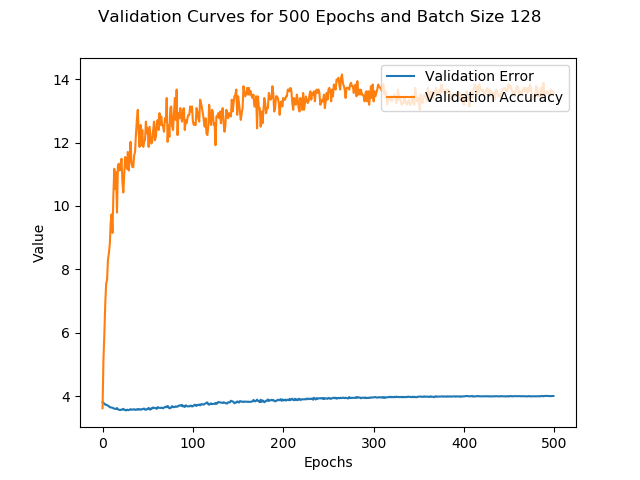 Validation Curves for 500 Epochs and Batch Size 128
Validation Error
Validation Accuracy
Value
14
12
10
8
6
4
0
100
200
300
400
500
Epochs